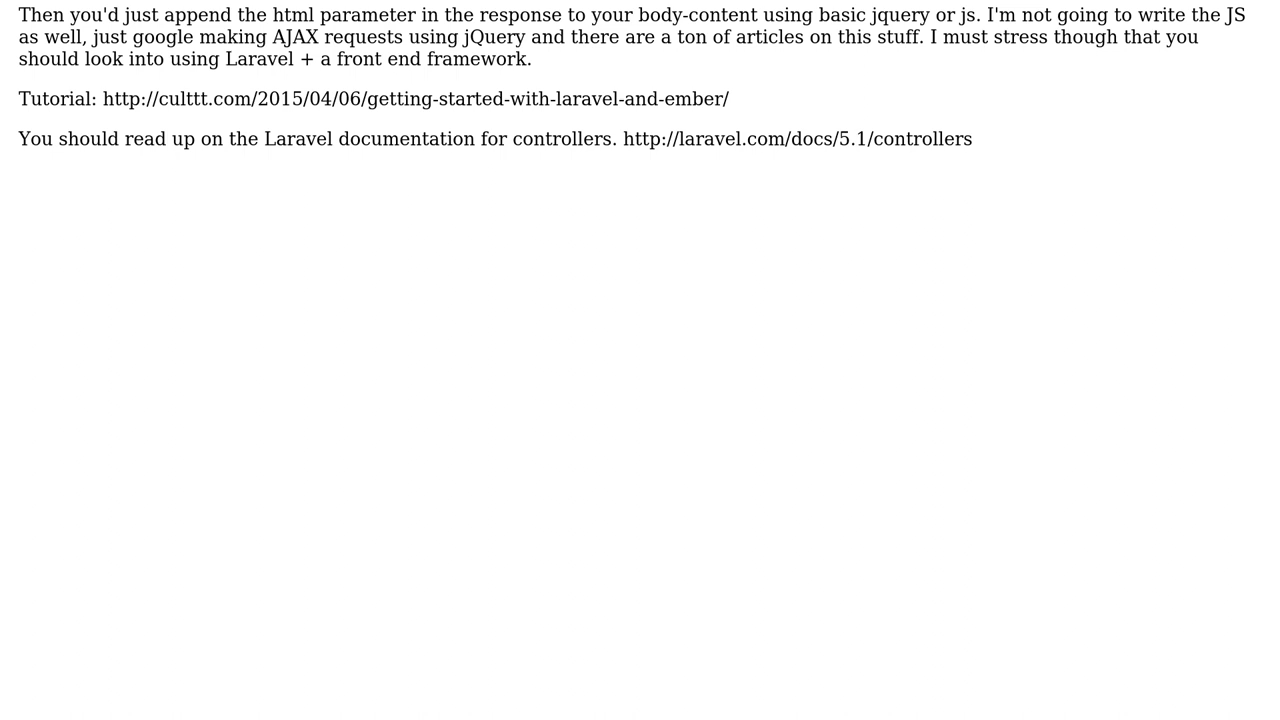 Then you'd just append the html parameter in the response to your body-content using basic jquery or js. I'm not going to write the JS
as well, just google making AJAX requests using jQuery and there are a ton of articles on this stuff. I must stress though that you
should look into using Laravel + a front end framework.
Tutorial: http://culttt.com/2015/04/06/getting-started-with-laravel-and-ember/
You should read up on the Laravel documentation for controllers. http://laravel.com/docs/5.1/controllers